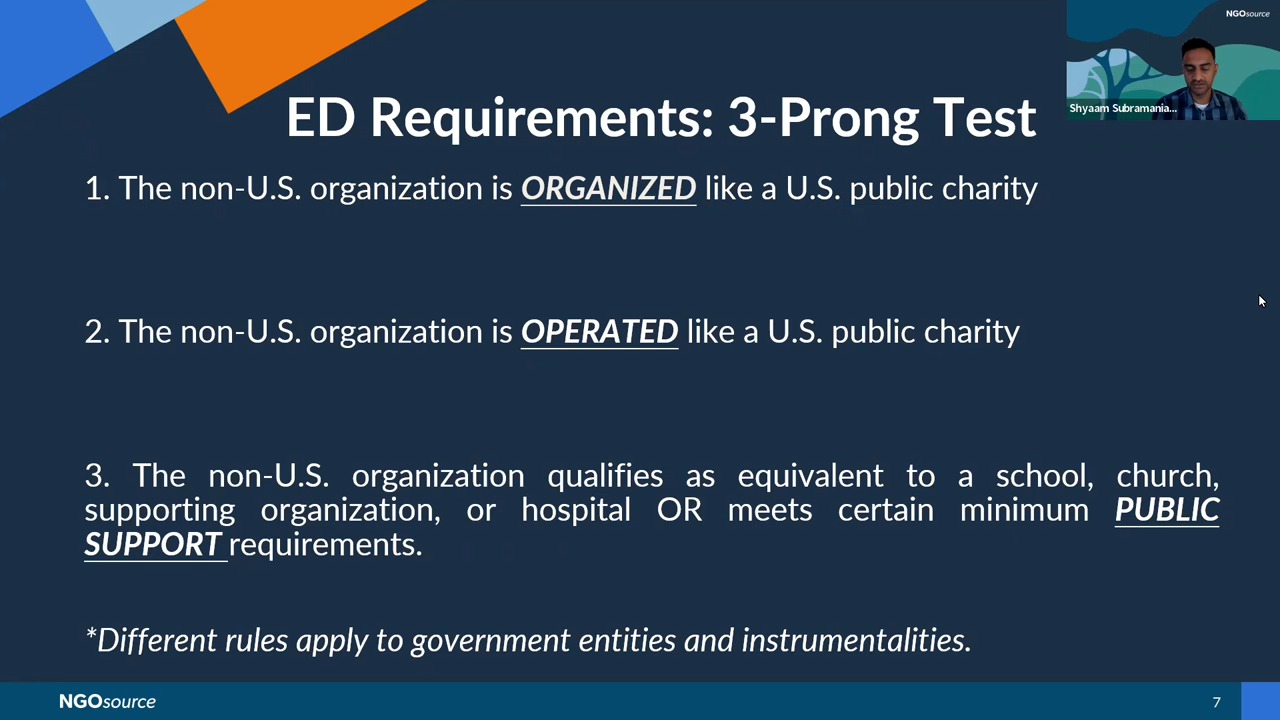 NGOsource
Shyaam Subramania...
ED Requirements: 3-Prong Test
1. The non-U.S. organization is ORGANIZED like a U.S. public charity
2. The non-U.S. organization is OPERATED like a U.S. public charity
3. The non-U.S. organization qualifies as equivalent to a school, church,
supporting organization, or hospital OR meets certain minimum PUBLIC
SUPPORT requirements.
*Different rules apply to government entities and instrumentalities.
NGOsource
7